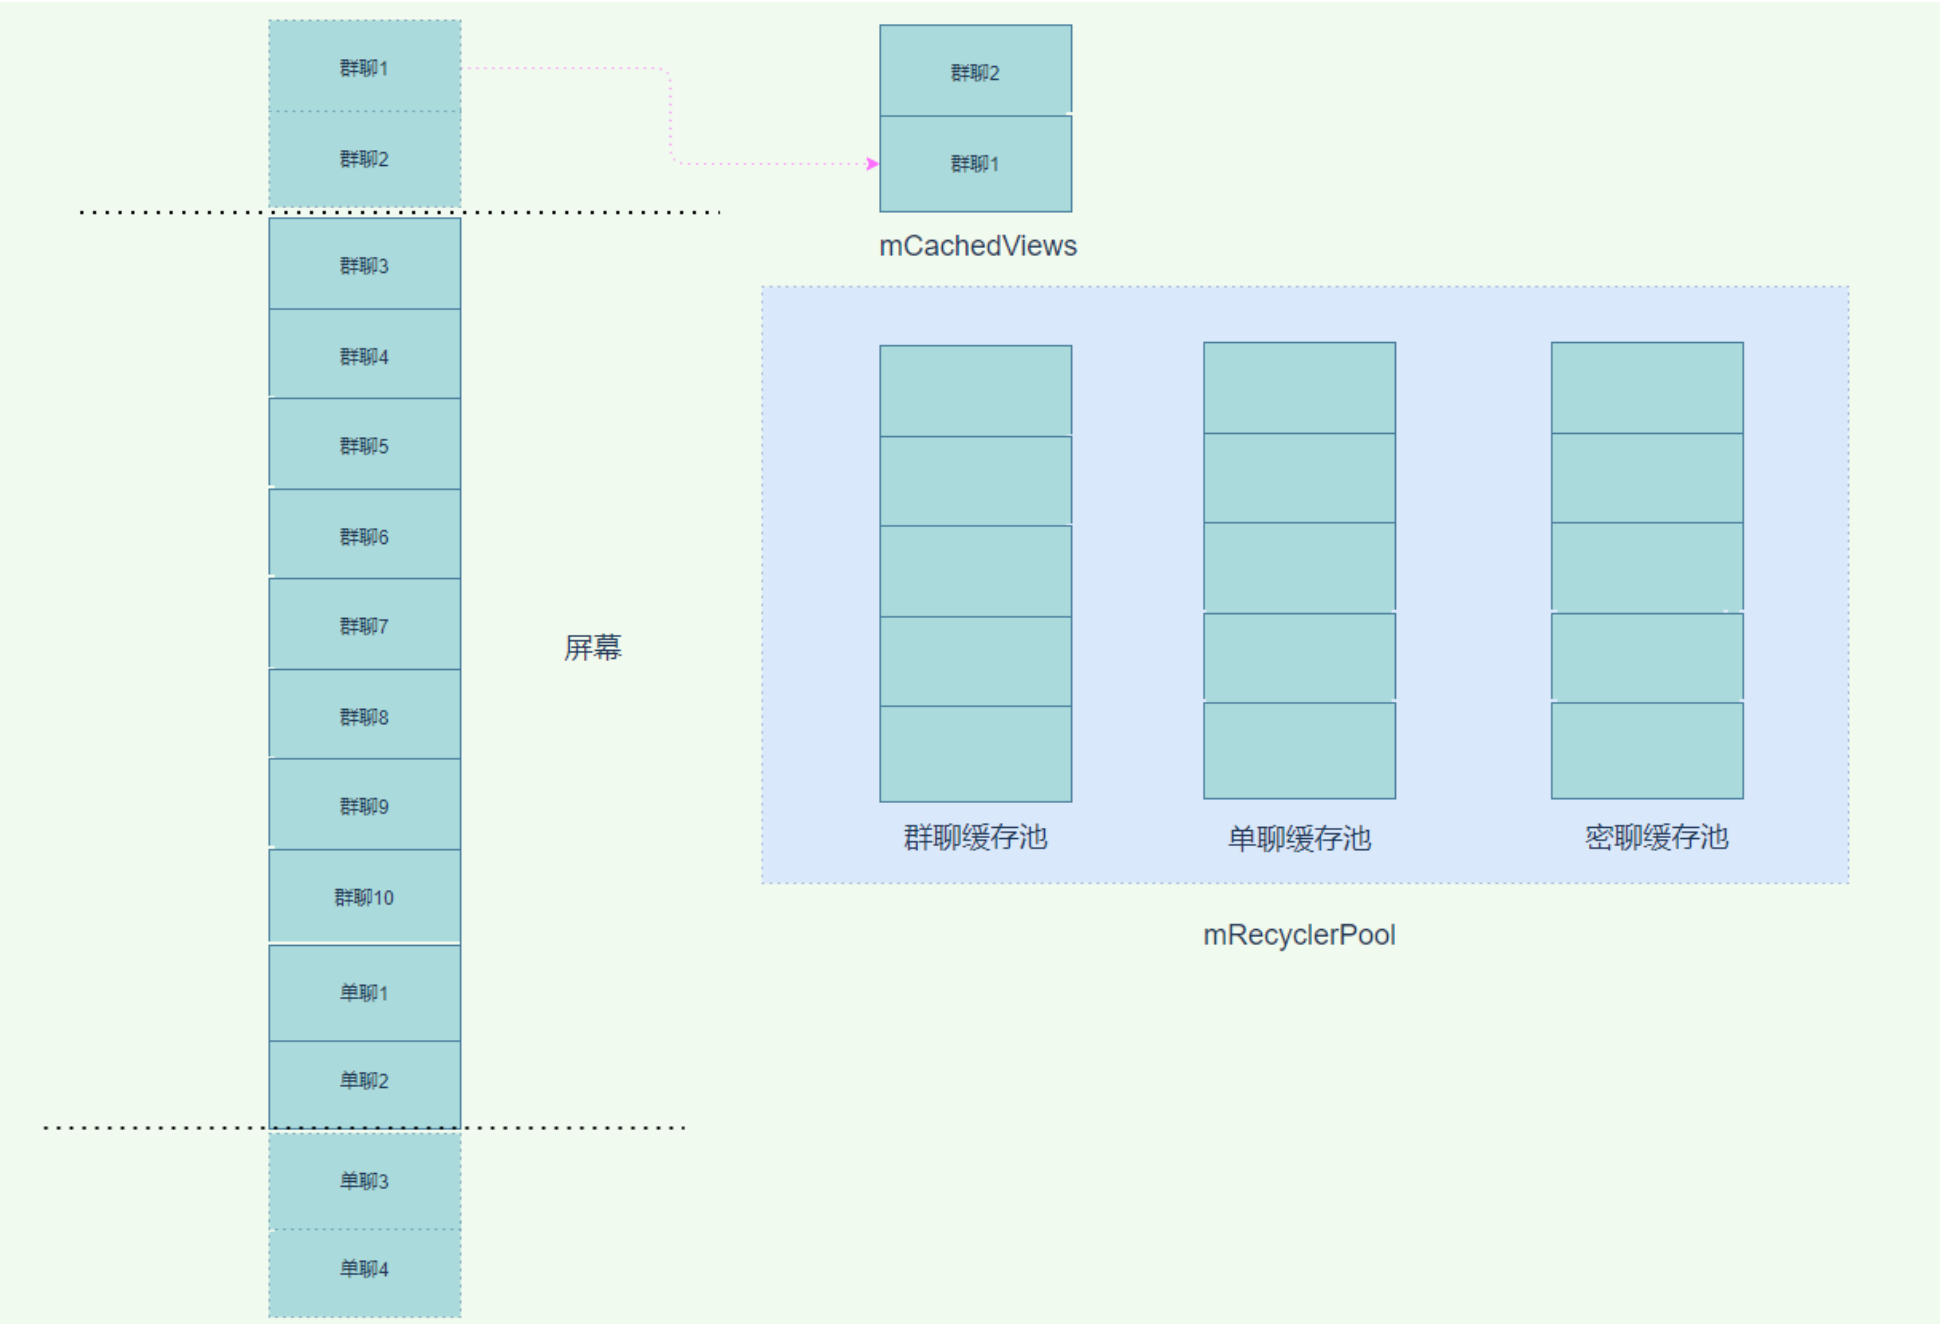 群聊1
群聊2
群聊3
群聊4
群聊5
群聊6
群聊7
群聊8
群聊9
群聊10
单聊1
单聊2
单聊3
单聊4
屏幕
群聊2
群聊1
mCachedViews
群聊缓存池
单聊缓存池
密聊缓存池
mRecyclerPool